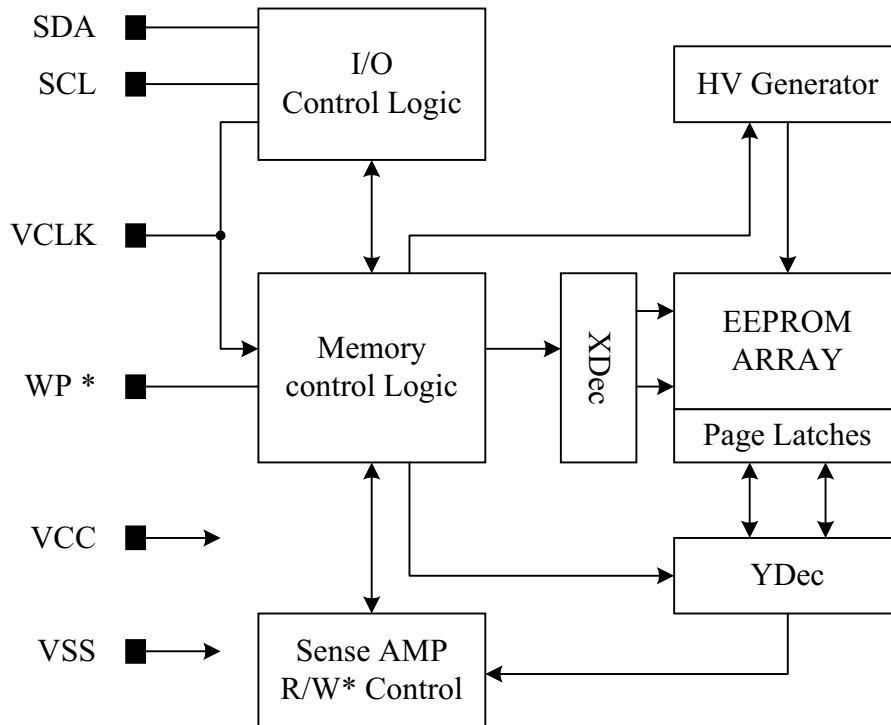 SDA
SCL
VCLK
WP *
VCC
VSS
I/O
Control Logic
HV Generator
Memory
control Logic
XDec
EEPROM
ARRAY
Page Latches
YDec
Sense AMP
R/W* Control